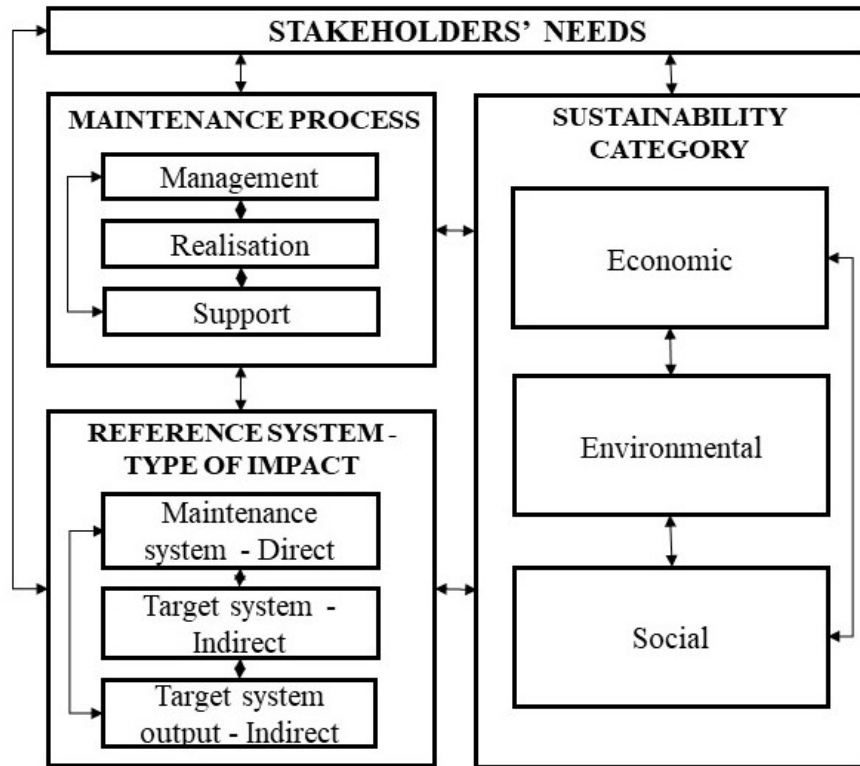 STAKEHOLDERS’ NEEDS
MAINTENANCE PROCESS
Management
Realisation
Support
REFERENCE SYSTEM -
TYPE OF IMPACT
Maintenance
system - Direct
Target system -
Indirect
Target system
output - Indirect
SUSTAINABILITY
CATEGORY
Economic
Environmental
Social